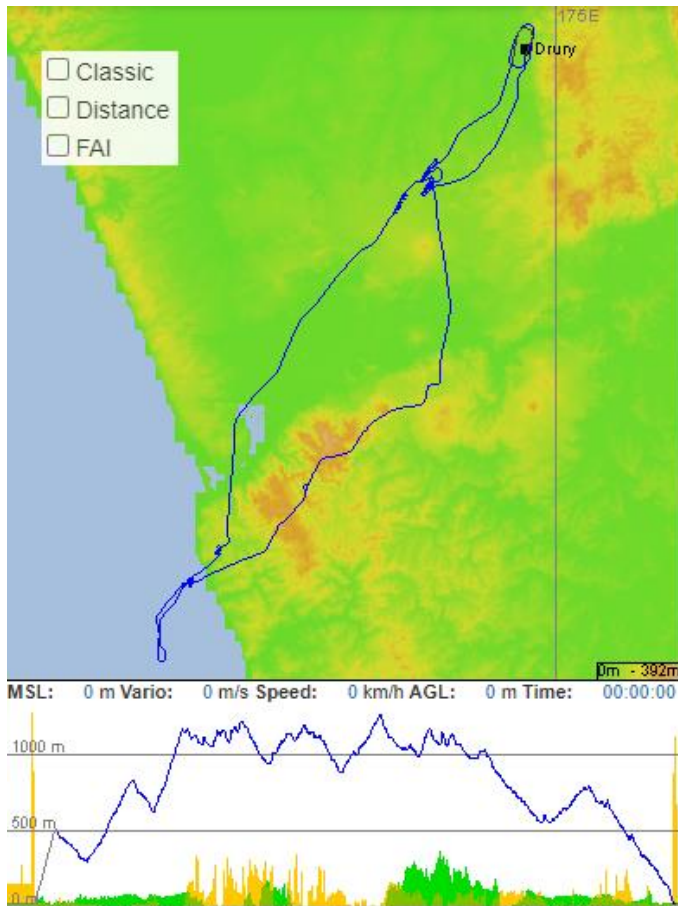 175E
Drury
Classic
Distance
FAI
0m - 392m
MSL: 0 m Vario: 0 m/s Speed: 0 km/h AGL: 0 m Time: 00:00:00
1000 m
500 m
0 m